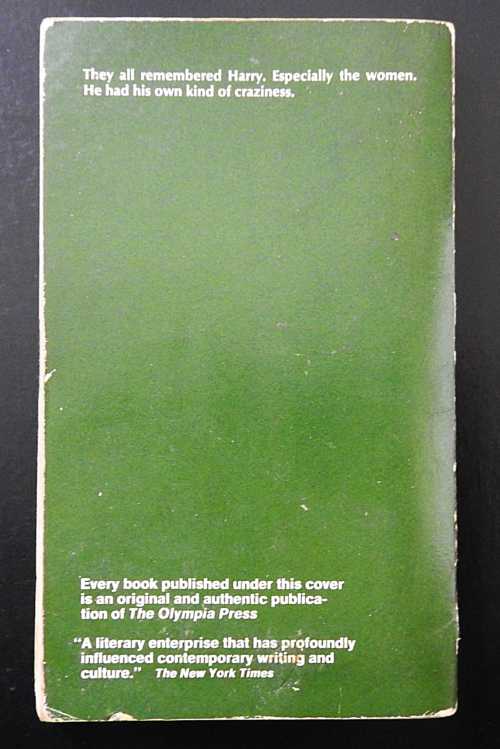 They all remembered Harry. Especially the women.
He had his own kind of craziness.
Every book published under this cover
is an original and authentic publica-
tion of The Olympia Press
“A literary enterprise that has profoundly
influenced contemporary writing and
culture.” The New York Times